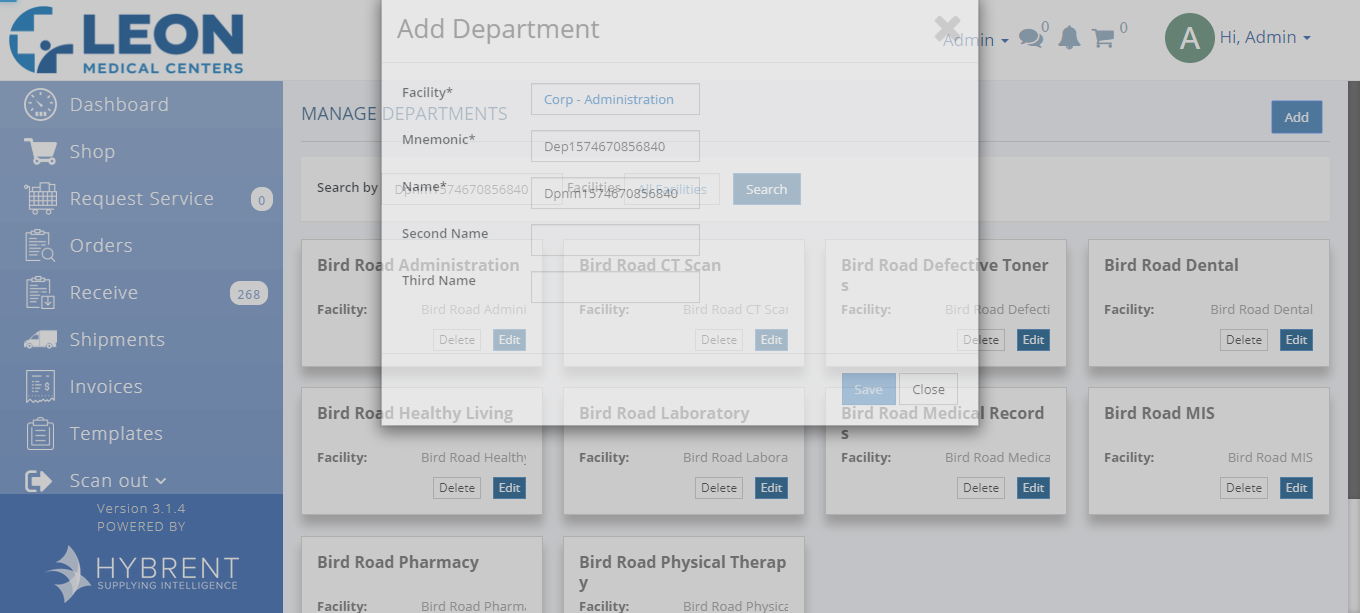 LEON
MEDICAL CENTERS
Add Department
Admin
0
0
A
Hi, Admin
Dashboard
Shop
Request Service
0
Orders
Receive
268
Shipments
Invoices
Templates
Scan out
Version 3.1.4
POWERED BY
HYBRENT
SUPPLYING INTELLIGENCE
MANAGE DEPARTMENTS
Add
Search by
Dpnm1574670856840
Facilities
All Facilities
Search
Facility*
Corp - Administration
Mnemonic*
Dep1574670856840
Name*
Dpnm1574670856840
Second Name
Third Name
Save
Close
Bird Road Administration
Facility:
Bird Road Admini
Delete
Edit
Bird Road CT Scan
Facility:
Bird Road CT Scan
Delete
Edit
Bird Road Defective Toner
s
Facility:
Bird Road Defecti
Delete
Edit
Bird Road Dental
Facility:
Bird Road Dental
Delete
Edit
Bird Road Healthy Living
Facility:
Bird Road Healthy
Delete
Edit
Bird Road Laboratory
Facility:
Bird Road Labora
Delete
Edit
Bird Road Medical Record
s
Facility:
Bird Road Medica
Delete
Edit
Bird Road MIS
Facility:
Bird Road MIS
Delete
Edit
Bird Road Pharmacy
Facility:
Bird Road Pharma
Bird Road Physical Therap
y
Facility:
Bird Road Physica